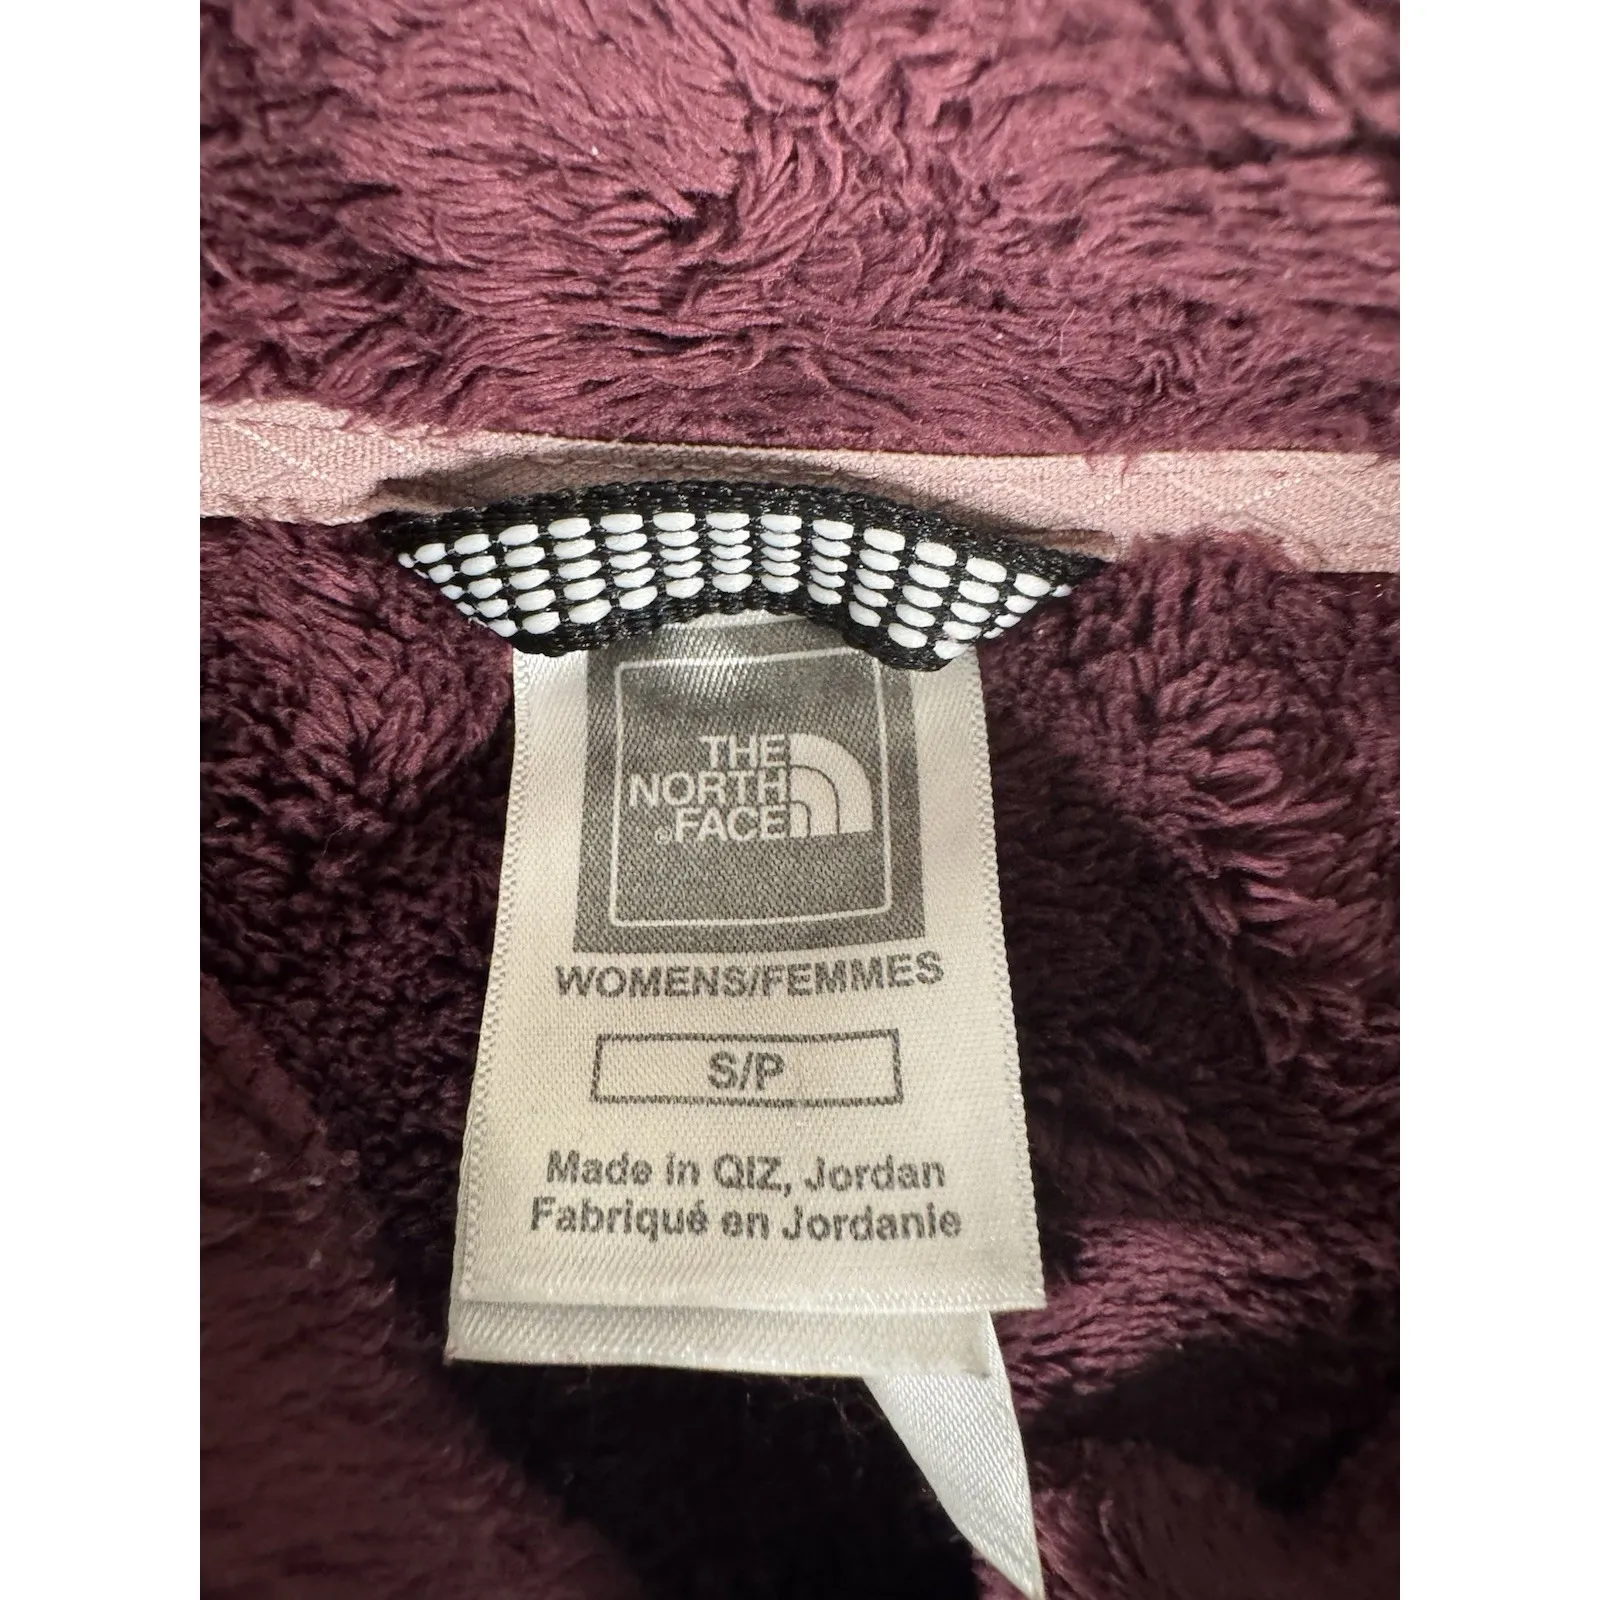 THE
NORTH
®FACE
WOMENS/FEMMES
S/P
Made in QIZ, Jordan
Fabriqué en Jordanie